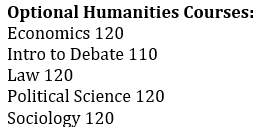 Optional Humanities Courses:
Economics 120
Intro to Debate 110
Law 120
Political Science 120
Sociology 120